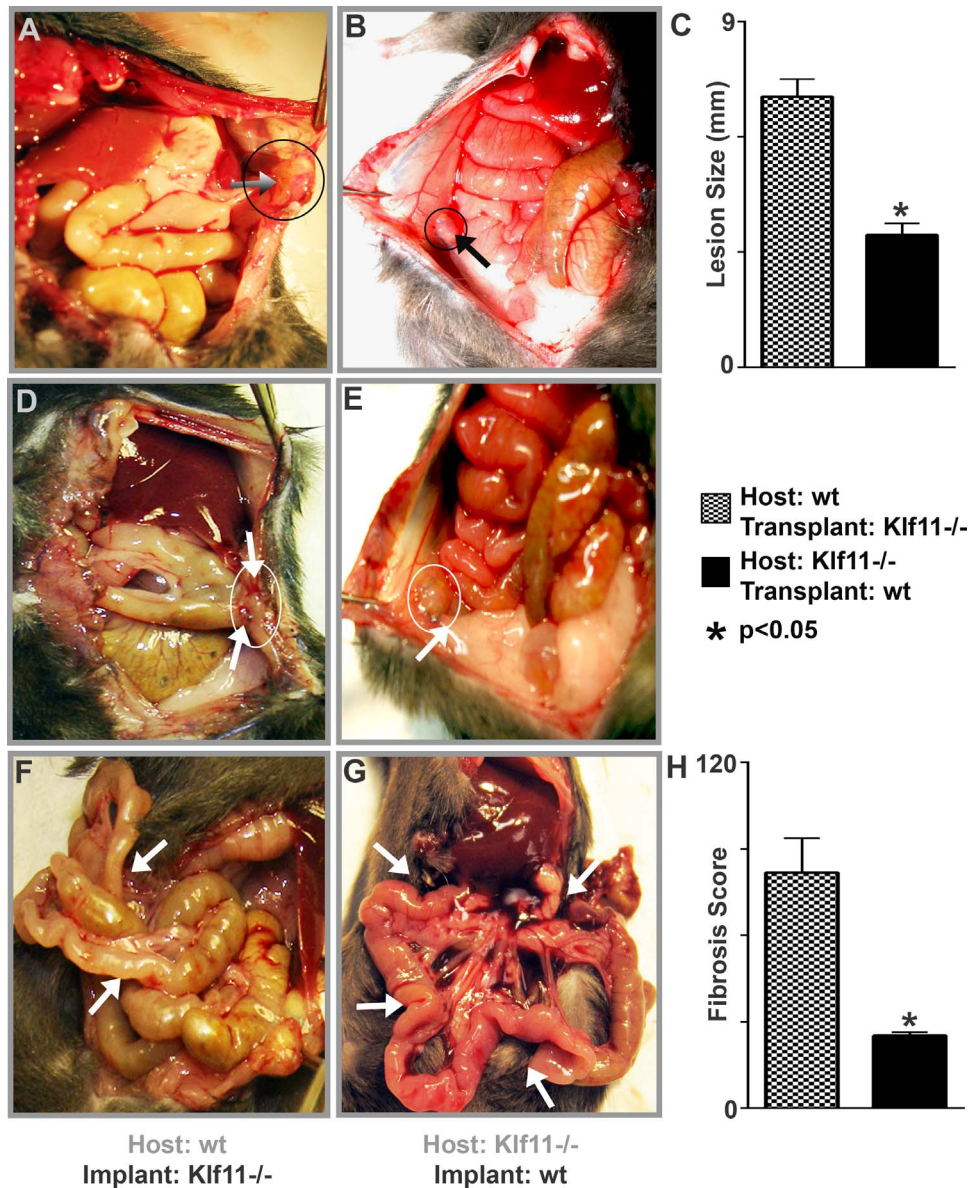 A
B
C
9
Lesion Size (mm)
*
0
D
E
Host: wt
Transplant: Klf11-/-
Host: Klf11-/-
Transplant: wt
* p<0.05
F
G
H
120
Fibrosis Score
*
0
Host: wt
Implant: Klf11-/-
Host: Klf11-/-
Implant: wt